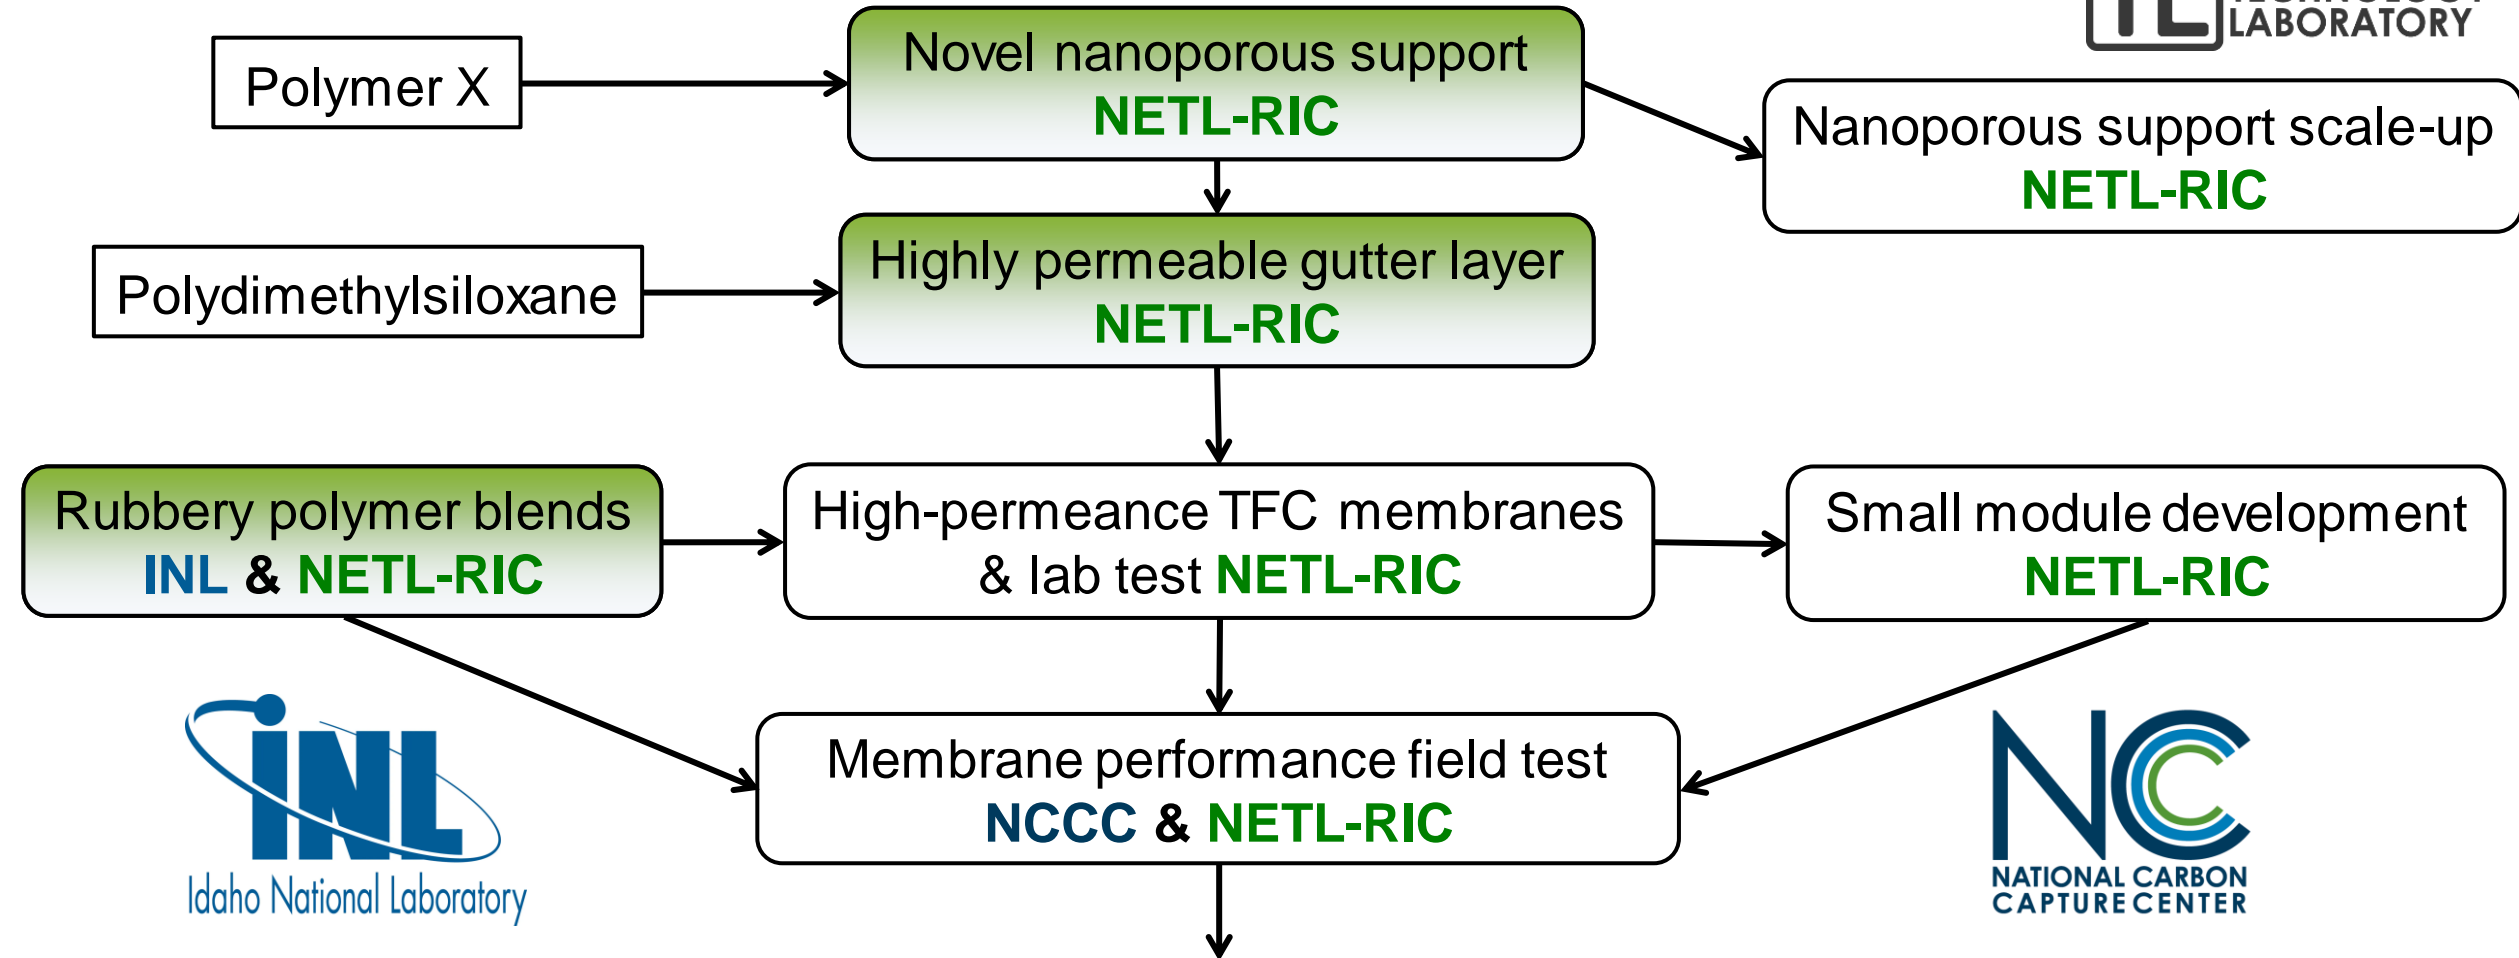 LABORATORY
Polymer X
Novel nanoporous support
NETL-RIC
Nanoporous support scale-up
NETL-RIC
Polydimethylsiloxane
Highly permeable gutter layer
NETL-RIC
Rubbery polymer blends
INL & NETL-RIC
High-permeance TFC membranes
& lab test NETL-RIC
Small module development
NETL-RIC
Membrane performance field test
NCCC & NETL-RIC
INL
Idaho National Laboratory
NCCC
NATIONAL CARBON
CAPTURE CENTER